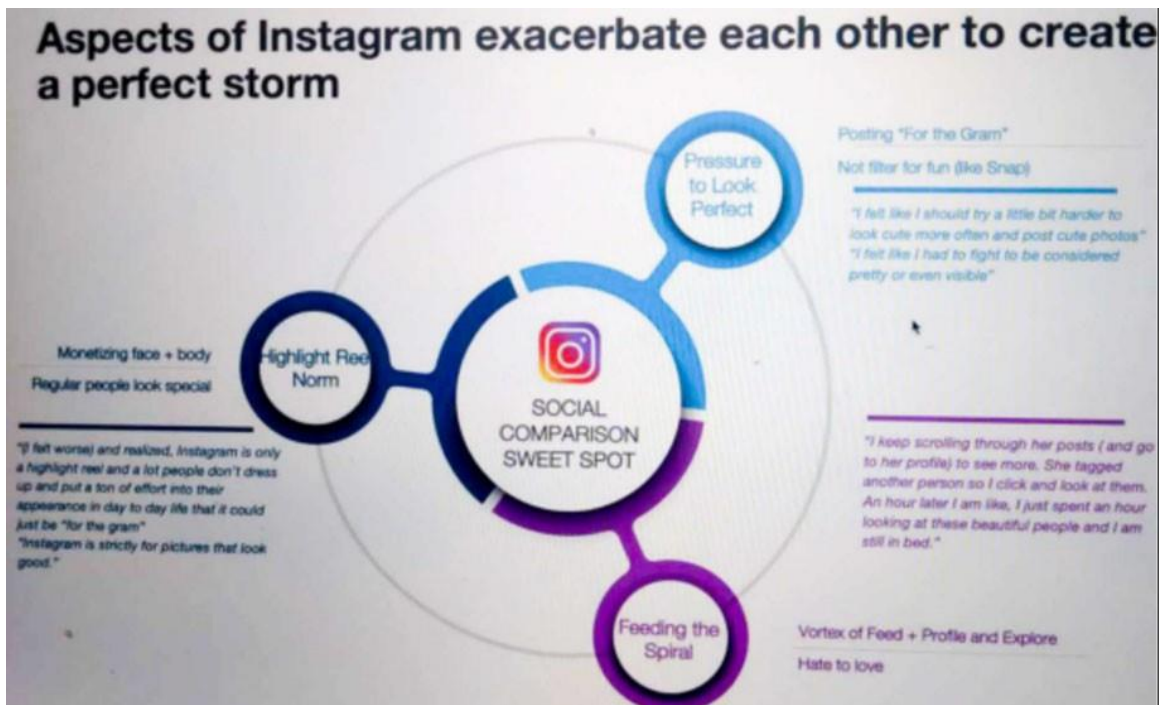 Aspects of Instagram exacerbate each other to create
a perfect storm
Pressure
to Look
Perfect
Posting "For the Gram"
Not filter for fun (like Snap)
"I felt like I should try a little bit harder to
look cute more often and post cute photos"
"I felt like I had to fight to be considered
pretty or even visible"
Highlight Reel
Norm
Monetizing face + body
Regular people look special
"(I felt worse) and realized, Instagram is only
a highlight reel and a lot people don't dress
up and put a ton of effort into their
appearance in day to day life that it could
just be "for the gram"
"Instagram is strictly for pictures that look
good."
SOCIAL
COMPARISON
SWEET SPOT
"I keep scrolling through her posts ( and go
to her profile) to see more. She tagged
another person so I click and look at them.
An hour later I am like, I just spent an hour
looking at these beautiful people and I am
still in bed."
Feeding the
Spiral
Vortex of Feed + Profile and Explore
Hate to love